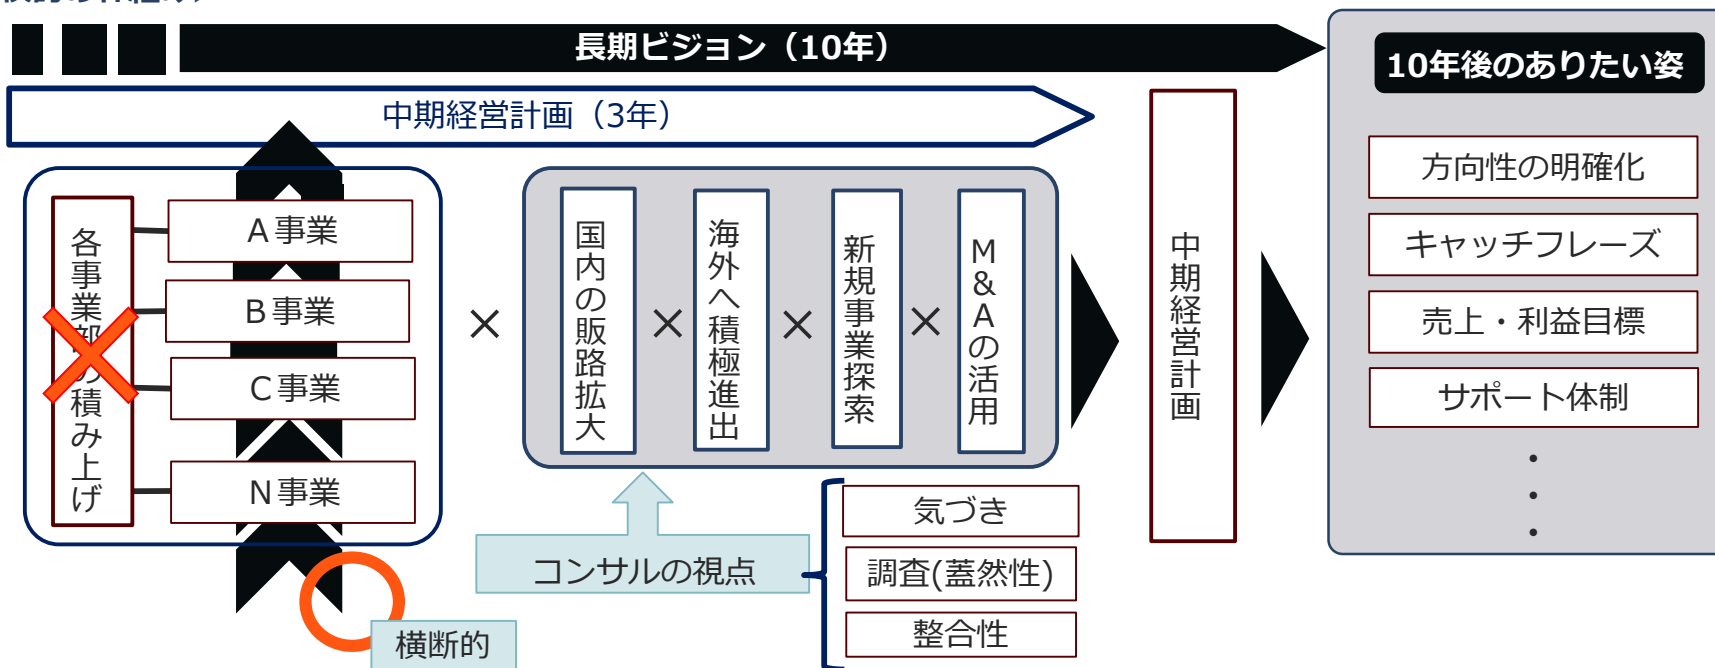 長期ビジョン（10年）
10年後のありたい姿
中期経営計画（3年）
各事業部の積み上げ
A事業
B事業
C事業
N事業
×
国内の販路拡大
×
海外へ積極進出
×
新規事業探索
×
M&Aの活用
中期経営計画
方向性の明確化
キャッチフレーズ
売上・利益目標
サポート体制
・
・
・
コンサルの視点
気づき
調査(蓋然性)
整合性
横断的